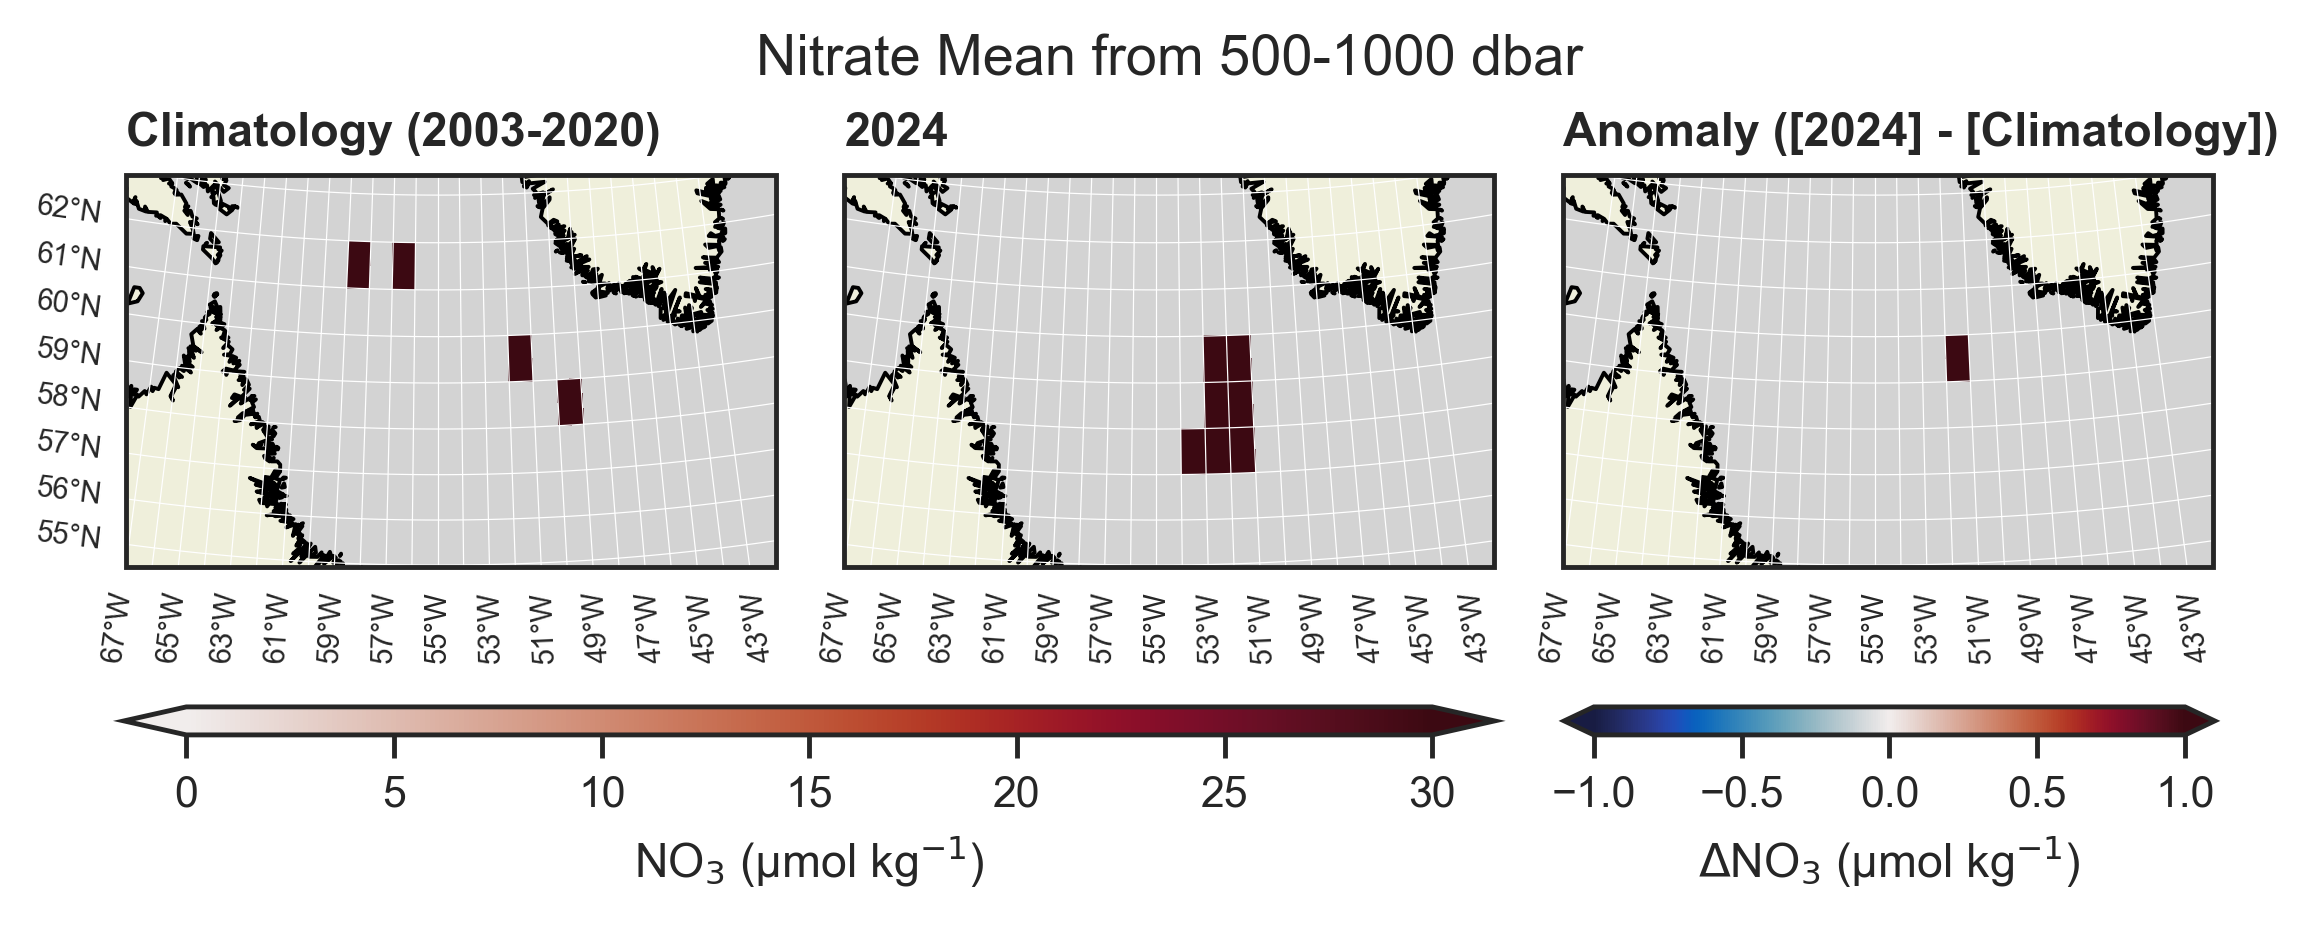 Nitrate Mean from 500-1000 dbar
Climatology (2003-2020)
2024
Anomaly ([2024] - [Climatology])
62°N
61°N
60°N
59°N
58°N
57°N
56°N
55°N
67°W 65°W 63°W 61°W 59°W 57°W 55°W 53°W 51°W 49°W 47°W 45°W 43°W
67°W 65°W 63°W 61°W 59°W 57°W 55°W 53°W 51°W 49°W 47°W 45°W 43°W
67°W 65°W 63°W 61°W 59°W 57°W 55°W 53°W 51°W 49°W 47°W 45°W 43°W
0 5 10 15 20 25 30
NO₃ (µmol kg⁻¹)
−1.0 −0.5 0.0 0.5 1.0
ΔNO₃ (µmol kg⁻¹)